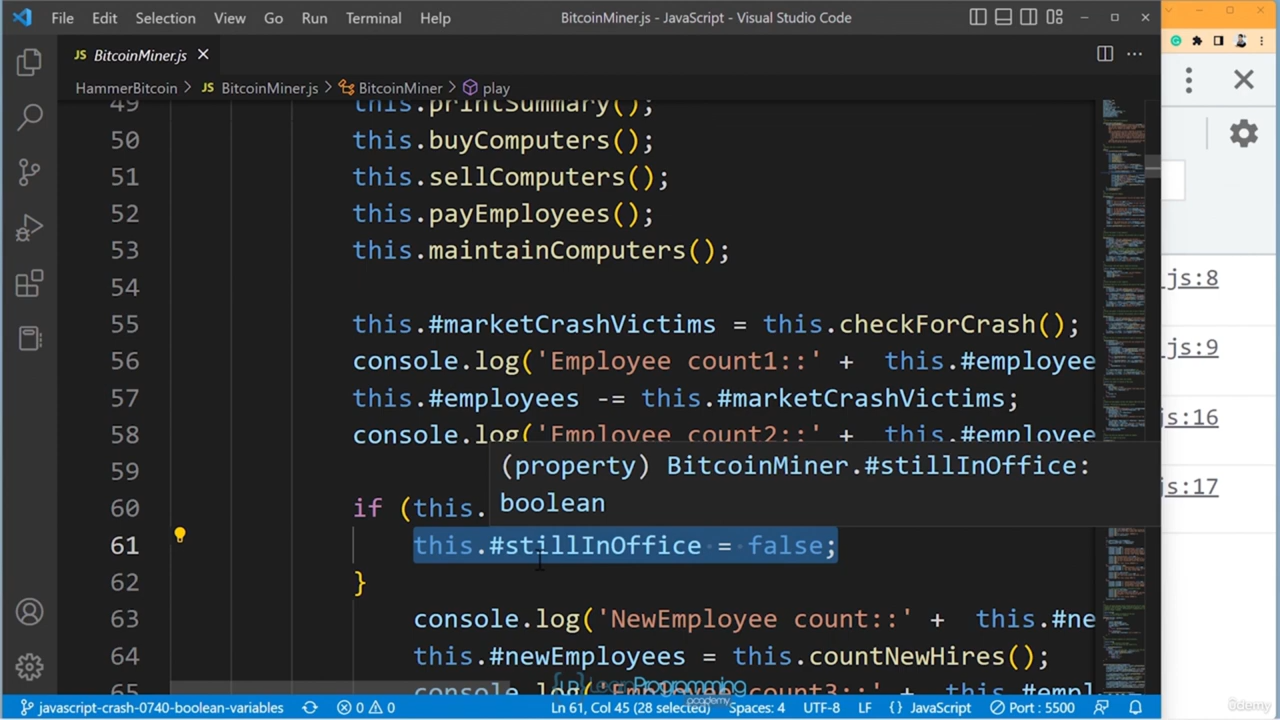 File Edit Selection View Go Run Terminal Help BitcoinMiner.js - JavaScript - Visual Studio Code
JS BitcoinMiner.js
HammerBitcoin > JS BitcoinMiner.js > BitcoinMiner > play
49 this.printSummary();
50 this.buyComputers();
51 this.sellComputers();
52 this.payEmployees();
53 this.maintainComputers();
54
55 this.#marketCrashVictims = this.checkForCrash();
56 console.log('Employee count1::' + this.#employee
57 this.#employees -= this.#marketCrashVictims;
58 console.log('Employee count2::' + this.#employee
(property) BitcoinMiner.#stillInOffice:
boolean
59
60 if (this.
61 this.#stillInOffice = false;
62 }
63 console.log('NewEmployee count::' + this.#ne
64 this.#newEmployees = this.countNewHires();
65 console.log('Employee count3:: + this.#empl
Learn Programming
academy
javascript-crash-0740-boolean-variables 0 0 Ln 61, Col 45 (28 selected) Spaces: 4 UTF-8 LF {} JavaScript Port : 5500
js:8
js:9
js:16
js:17
ûdemy